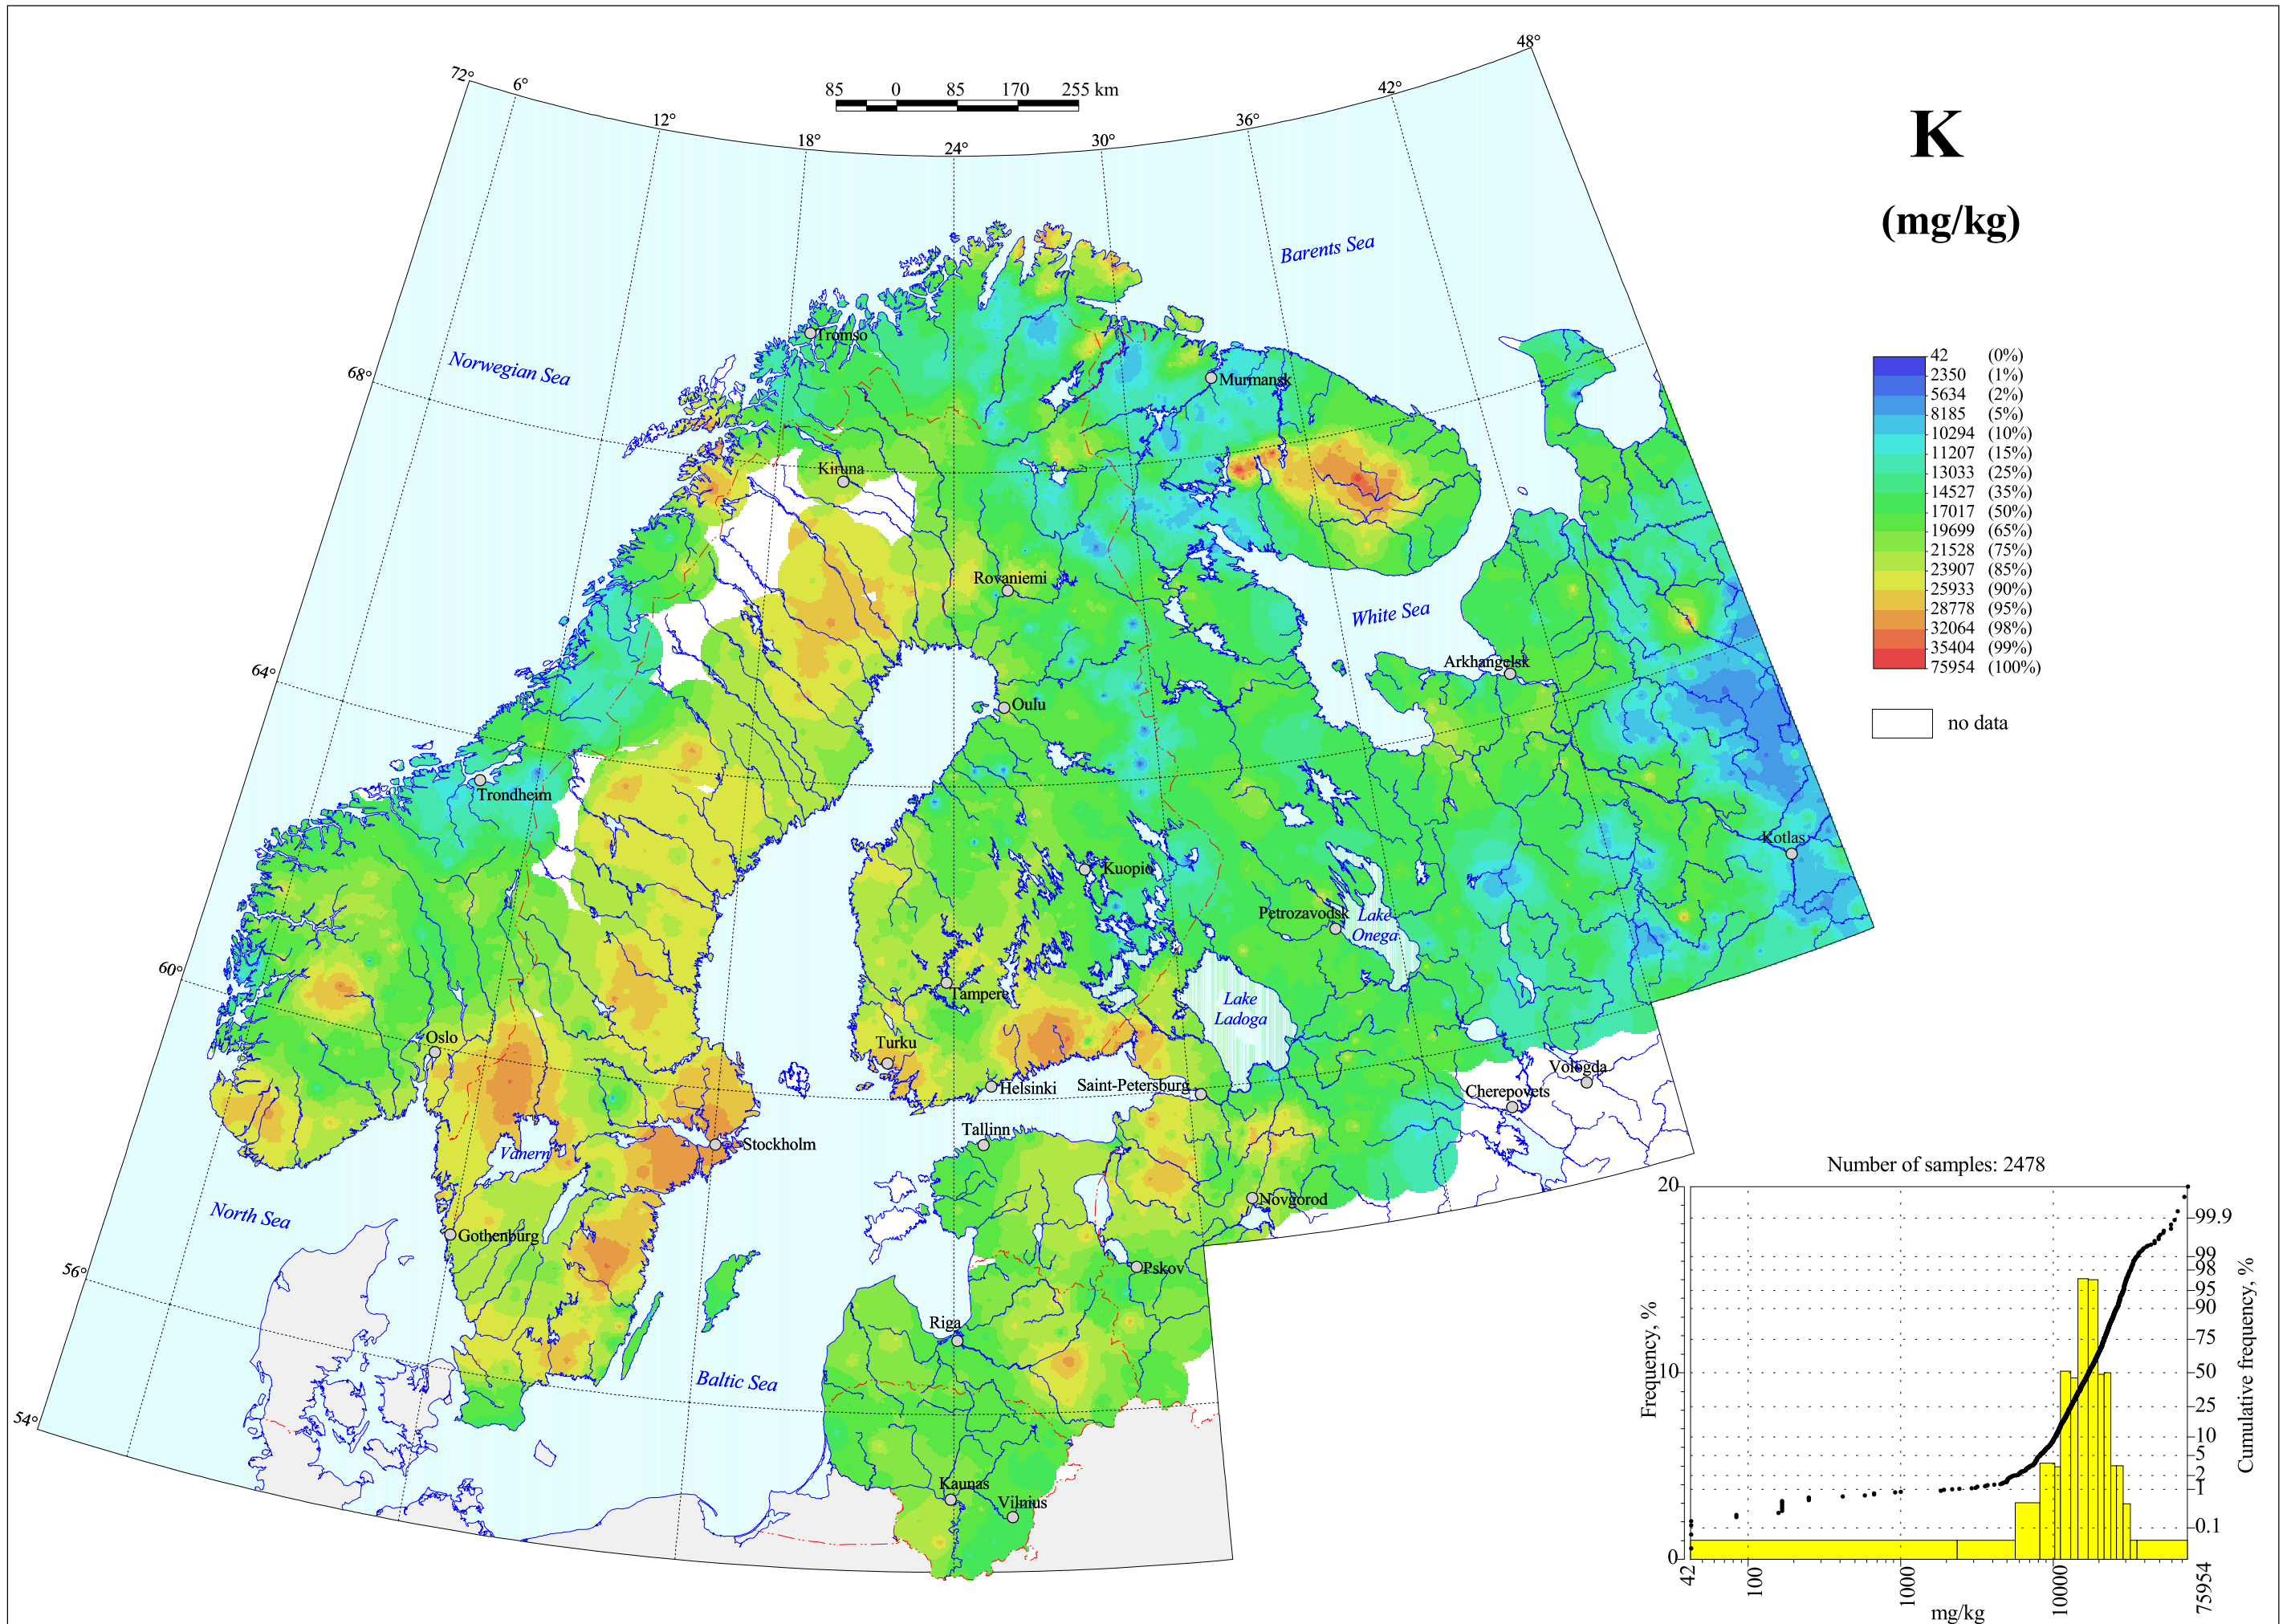 48°
72°
6°
42°
85 0 85 170 255 km
12°
36°
18°
30°
24°
K
(mg/kg)
Barents Sea
Norwegian Sea
Tromso
68°
Murmansk
42 (0%)
2350 (1%)
5634 (2%)
8185 (5%)
10294 (10%)
11207 (15%)
13033 (25%)
14527 (35%)
17017 (50%)
19699 (65%)
21528 (75%)
23907 (85%)
25933 (90%)
28778 (95%)
32064 (98%)
35404 (99%)
75954 (100%)
no data
Kiruna
Rovaniemi
White Sea
Arkhangelsk
64°
Oulu
Trondheim
Kotlas
Kuopio
Petrozavodsk
Lake
Onega
60°
Tampere
Lake
Ladoga
Oslo
Turku
Helsinki
Saint-Petersburg
Vologda
Cherepovets
Tallinn
Stockholm
Vanern
Novgorod
North Sea
Gothenburg
56°
Pskov
Riga
Baltic Sea
54°
Kaunas
Vilnius
Number of samples: 2478
20
10
0
Frequency, %
99.9
99
98
95
90
75
50
25
10
5
2
1
0.1
Cumulative frequency, %
42
100
1000
10000
75954
mg/kg